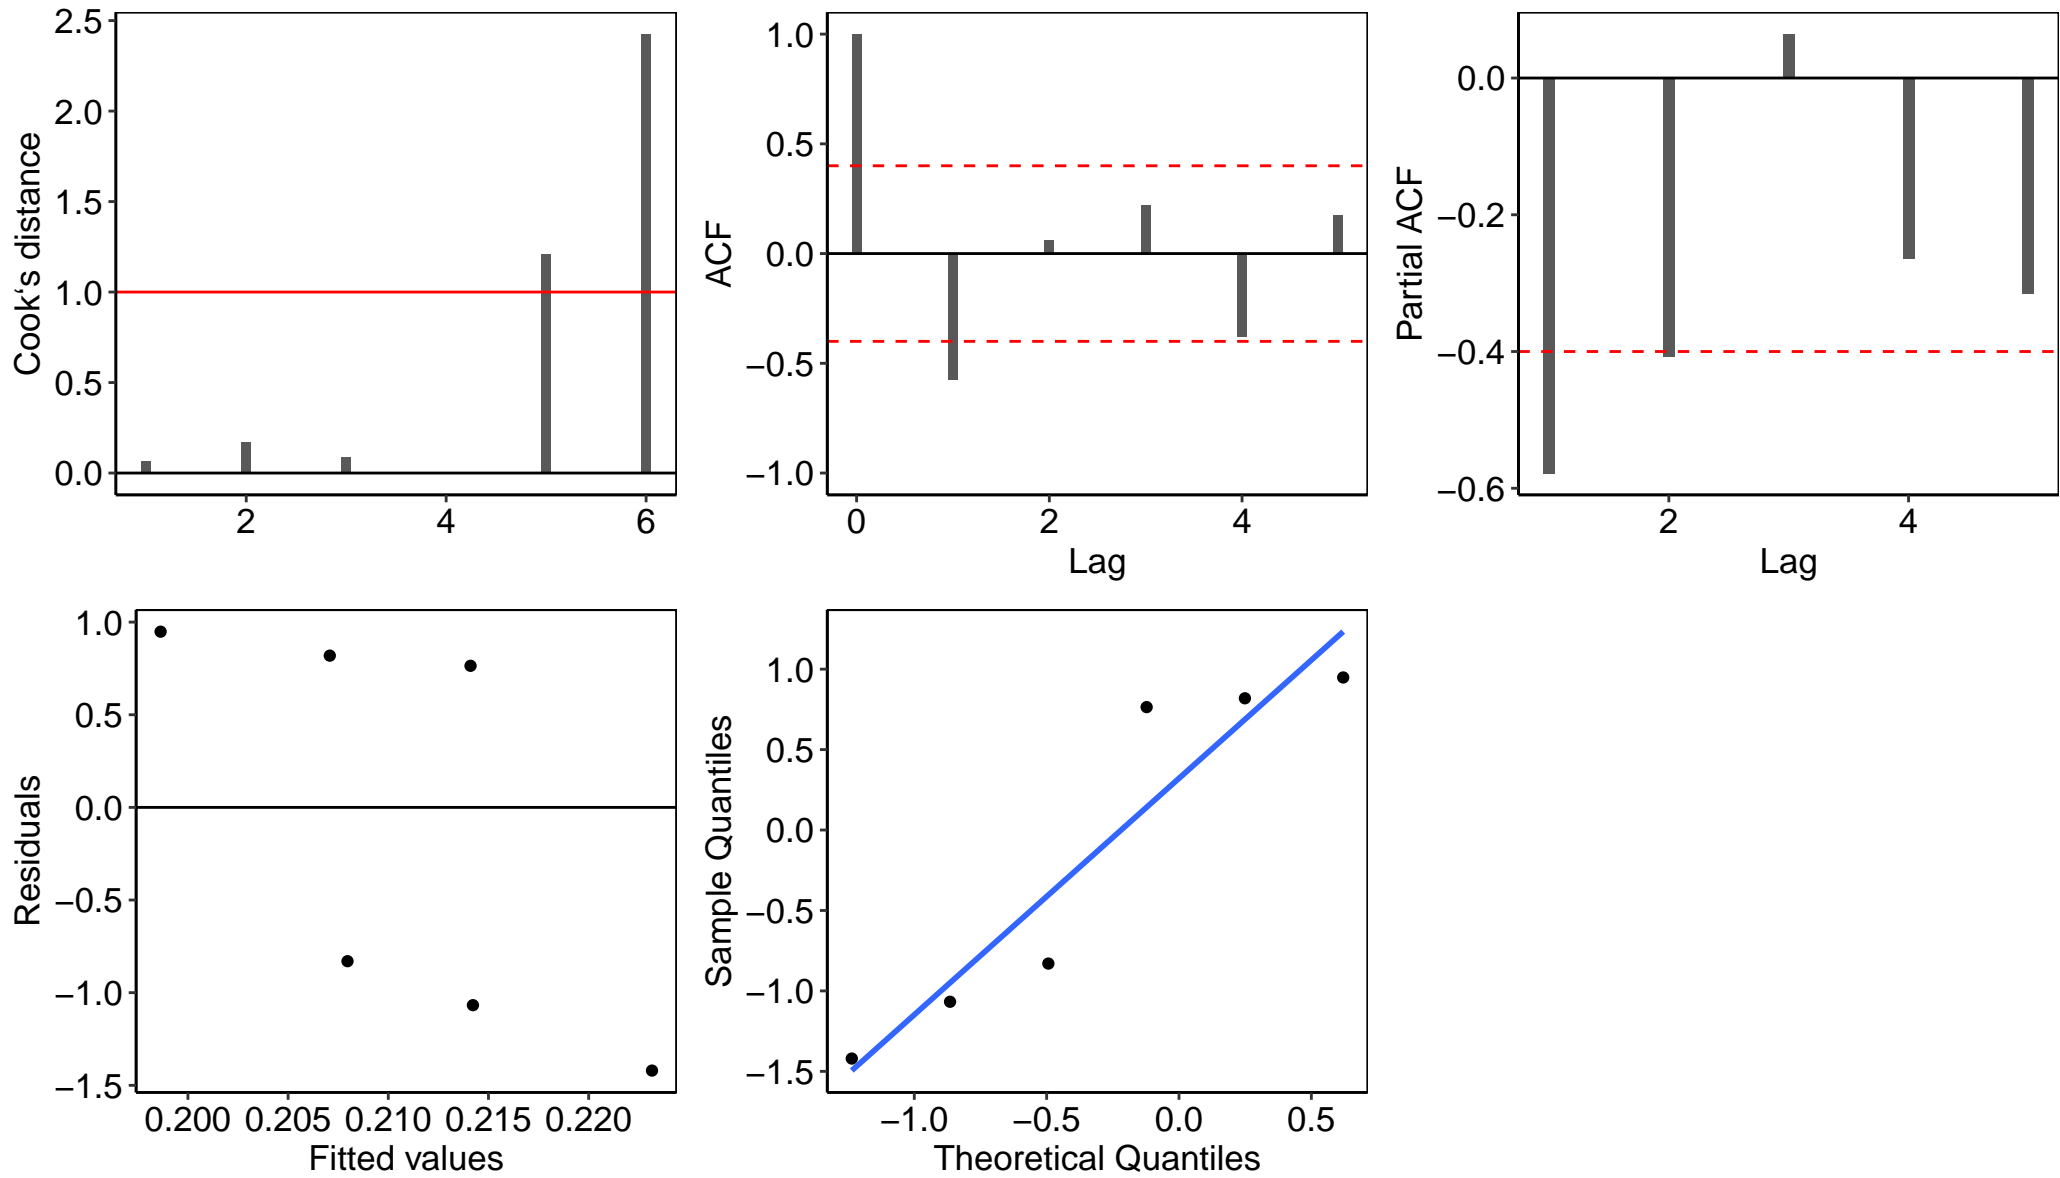 2.5
2.0
1.5
1.0
0.5
0.0
Cook‘s distance
2 4 6
1.0
0.5
0.0
−0.5
−1.0
ACF
0 2 4
Lag
0.0
−0.2
−0.4
−0.6
Partial ACF
2 4
Lag
1.0
0.5
0.0
−0.5
−1.0
−1.5
Residuals
0.200 0.205 0.210 0.215 0.220
Fitted values
1.0
0.5
0.0
−0.5
−1.0
−1.5
Sample Quantiles
−1.0 −0.5 0.0 0.5
Theoretical Quantiles